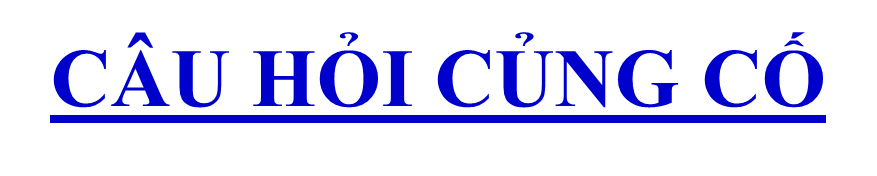 CÂU HỎI CỦNG CỐ